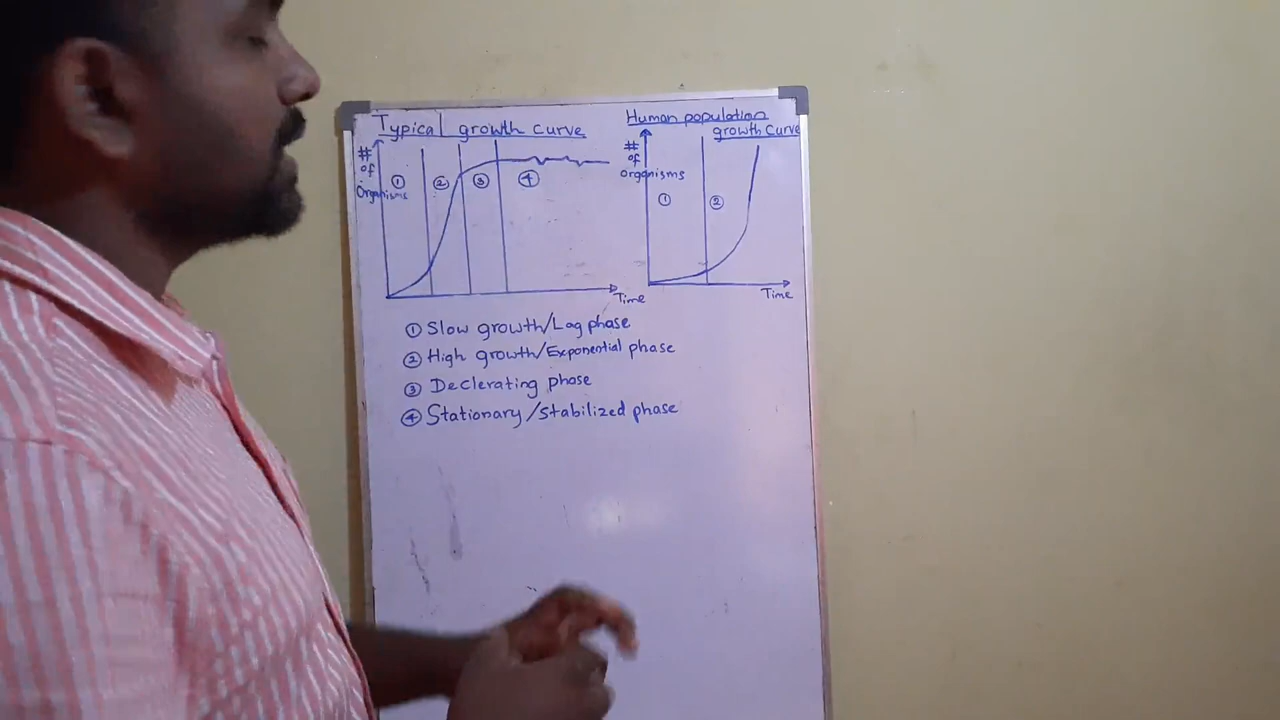 Typical growth curve
# of Organisms
① ② ③ ④
Time
Human population
growth curve
# of Organisms
① ②
Time
① Slow growth/Lag phase
② High growth/Exponential phase
③ Declerating phase
④ Stationary/Stabilized phase